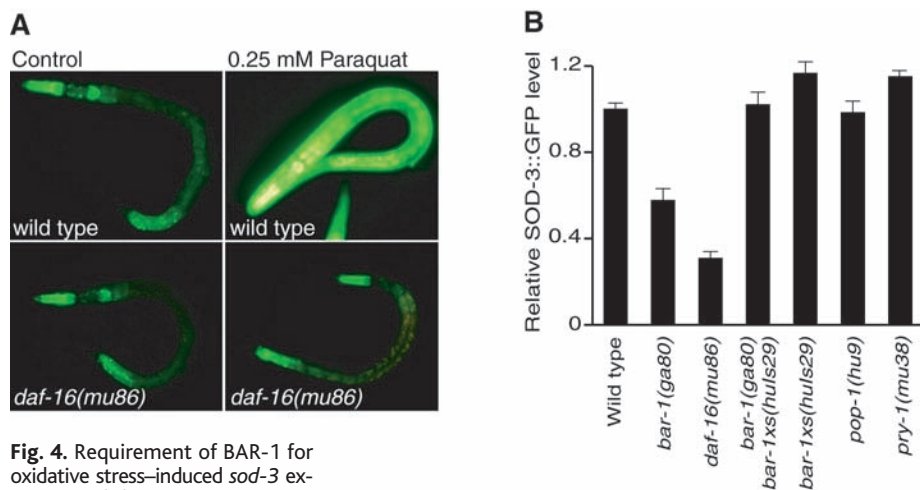 A
Control
0.25 mM Paraquat
wild type
wild type
daf-16(mu86)
daf-16(mu86)
Fig. 4. Requirement of BAR-1 for
oxidative stress–induced sod-3 ex-
B
Relative SOD-3::GFP level
1.2
0.8
0.4
0
Wild type
bar-1(ga80)
daf-16(mu86)
bar-1(ga80)
bar-1xs(huIs29)
bar-1xs(huIs29)
pop-1(hu9)
pry-1(mu38)